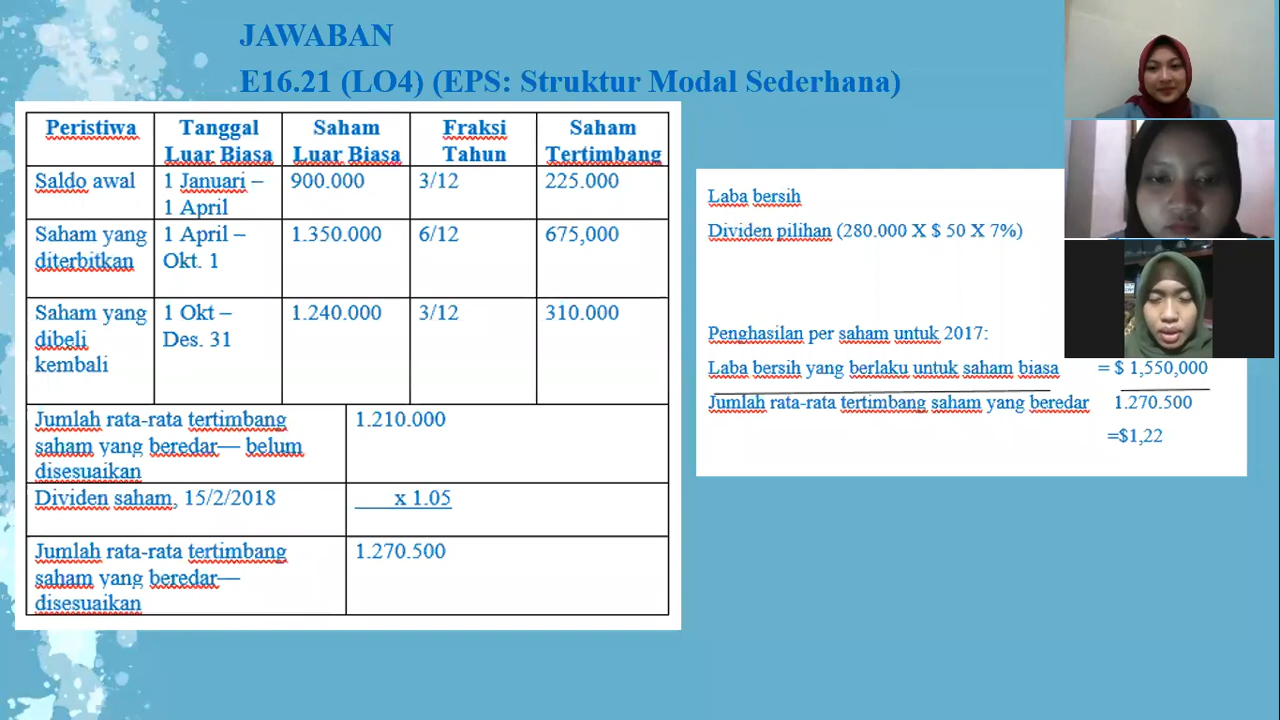 JAWABAN
E16.21 (LO4) (EPS: Struktur Modal Sederhana)
Peristiwa
Tanggal
Luar Biasa
Saham
Luar Biasa
Fraksi
Tahun
Saham
Tertimbang
Saldo awal
1 Januari –
1 April
900.000
3/12
225.000
Saham yang
diterbitkan
1 April –
Okt. 1
1.350.000
6/12
675,000
Saham yang
dibeli
kembali
1 Okt –
Des. 31
1.240.000
3/12
310.000
Jumlah rata-rata tertimbang
saham yang beredar— belum
disesuaikan
1.210.000
Dividen saham, 15/2/2018
x 1.05
Jumlah rata-rata tertimbang
saham yang beredar—
disesuaikan
1.270.500
Laba bersih
Dividen pilihan (280.000 X $ 50 X 7%)
Penghasilan per saham untuk 2017:
Laba bersih yang berlaku untuk saham biasa = $ 1,550,000
Jumlah rata-rata tertimbang saham yang beredar 1.270.500
=$1,22